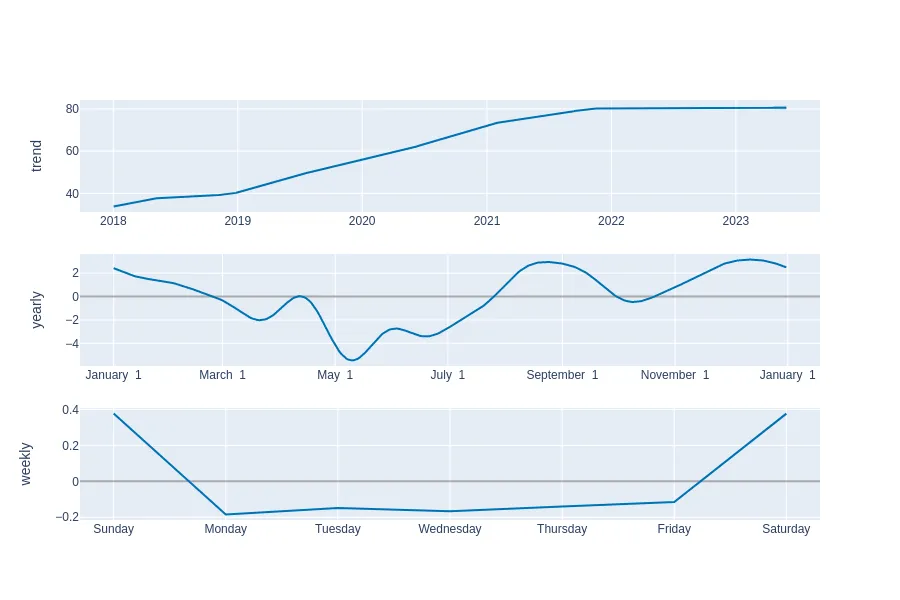 trend
80
60
40
2018 2019 2020 2021 2022 2023
yearly
2
0
−2
−4
January 1 March 1 May 1 July 1 September 1 November 1 January 1
weekly
0.4
0.2
0
−0.2
Sunday Monday Tuesday Wednesday Thursday Friday Saturday